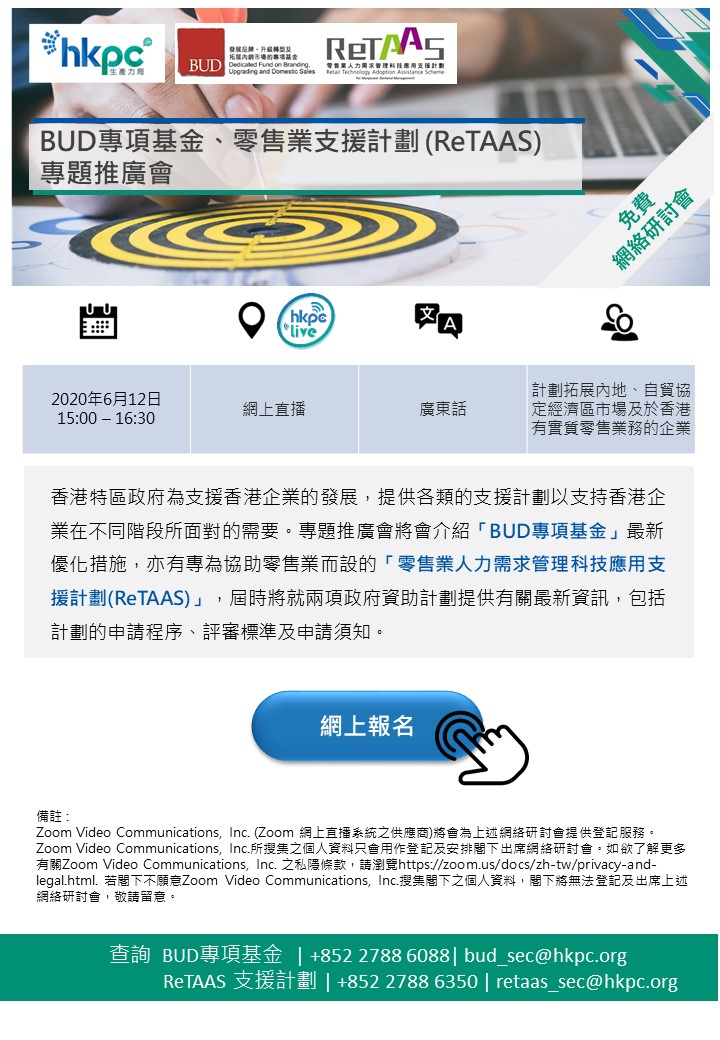 hkpc
生產力局
BUD
發展品牌、升級轉型及
拓展內銷市場的專項基金
Dedicated Fund on Branding,
Upgrading and Domestic Sales
ReTAAS
零售業人力需求管理科技應用支援計劃
Retail Technology Adoption Assistance Scheme
for Manpower Demand Management
BUD專項基金、零售業支援計劃 (ReTAAS)
專題推廣會
免費
網絡研討會
hkpc
live
文 A
2020年6月12日
15:00 – 16:30
網上直播
廣東話
計劃拓展內地、自貿協
定經濟區市場及於香港
有實質零售業務的企業
香港特區政府為支援香港企業的發展，提供各類的支援計劃以支持香港企
業在不同階段所面對的需要。專題推廣會將會介紹「BUD專項基金」最新
優化措施，亦有專為協助零售業而設的「零售業人力需求管理科技應用支
援計劃(ReTAAS)」，屆時將就兩項政府資助計劃提供有關最新資訊，包括
計劃的申請程序、評審標準及申請須知。
網上報名
備註 :
Zoom Video Communications, Inc. (Zoom 網上直播系統之供應商)將會為上述網絡研討會提供登記服務。
Zoom Video Communications, Inc.所搜集之個人資料只會用作登記及安排閣下出席網絡研討會。如欲了解更多
有關Zoom Video Communications, Inc. 之私隱條款，請瀏覽https://zoom.us/docs/zh-tw/privacy-and-
legal.html. 若閣下不願意Zoom Video Communications, Inc.搜集閣下之個人資料，閣下將無法登記及出席上述
網絡研討會，敬請留意。
查詢 BUD專項基金 | +852 2788 6088| bud_sec@hkpc.org
ReTAAS 支援計劃 | +852 2788 6350 | retaas_sec@hkpc.org